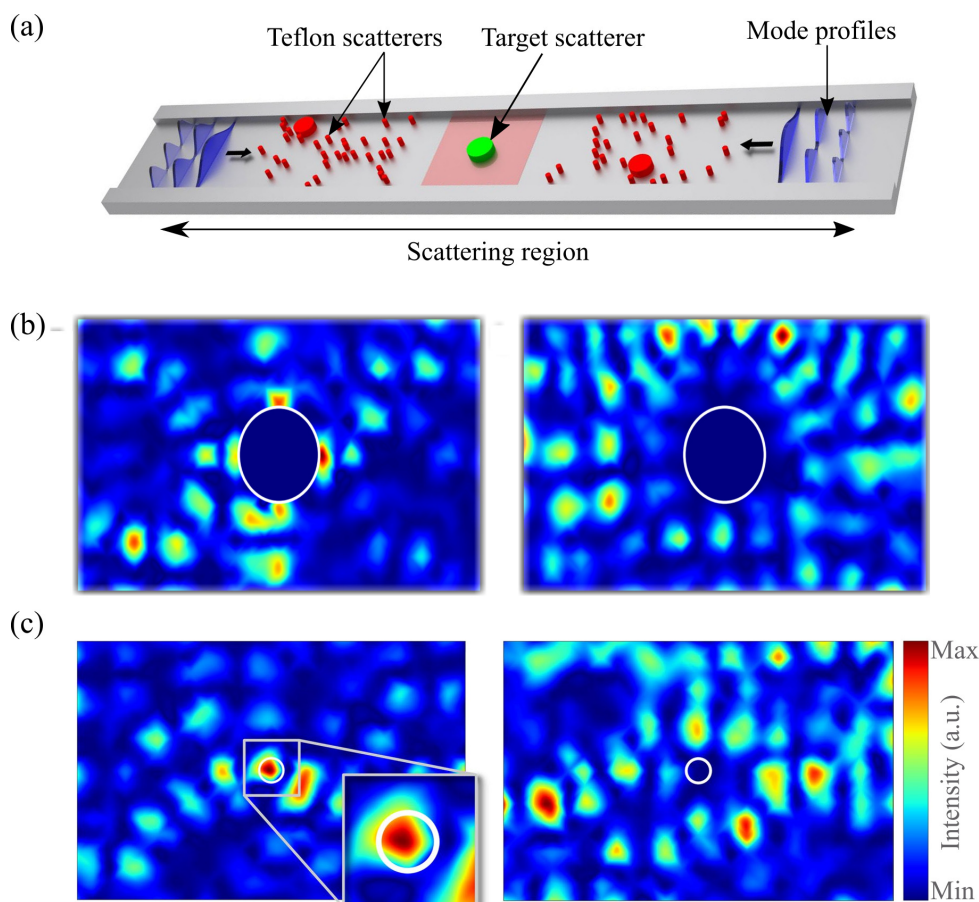 (a)
Teflon scatterers
Target scatterer
Mode profiles
Scattering region
(b)
(c)
Max
Intensity (a.u.)
Min